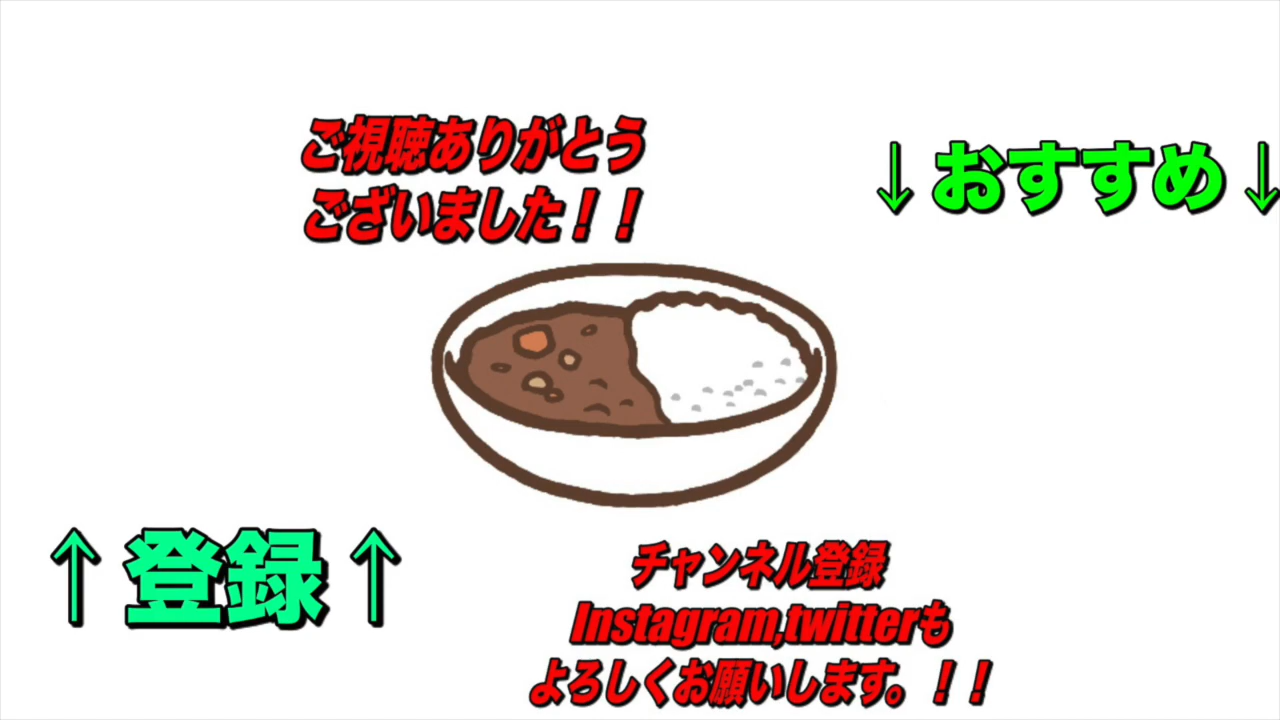 ご視聴ありがとう
ございました！！
↓おすすめ↓
↑登録↑
チャンネル登録
Instagram,twitterも
よろしくお願いします。！！